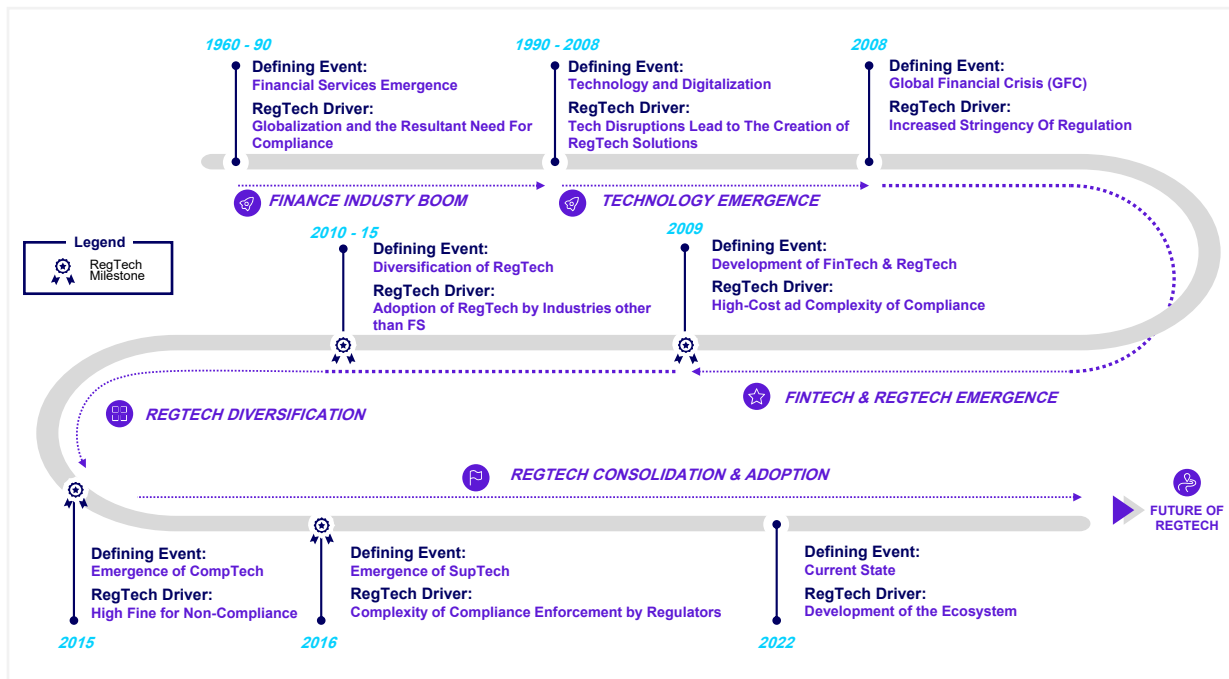 1960 - 90
Defining Event:
Financial Services Emergence
RegTech Driver:
Globalization and the Resultant Need For
Compliance
1990 - 2008
Defining Event:
Technology and Digitalization
RegTech Driver:
Tech Disruptions Lead to The Creation of
RegTech Solutions
2008
Defining Event:
Global Financial Crisis (GFC)
RegTech Driver:
Increased Stringency Of Regulation
FINANCE INDUSTY BOOM
TECHNOLOGY EMERGENCE
Legend
RegTech
Milestone
2010 - 15
Defining Event:
Diversification of RegTech
RegTech Driver:
Adoption of RegTech by Industries other
than FS
2009
Defining Event:
Development of FinTech & RegTech
RegTech Driver:
High-Cost ad Complexity of Compliance
REGTECH DIVERSIFICATION
FINTECH & REGTECH EMERGENCE
REGTECH CONSOLIDATION & ADOPTION
FUTURE OF
REGTECH
Defining Event:
Emergence of CompTech
RegTech Driver:
High Fine for Non-Compliance
2015
Defining Event:
Emergence of SupTech
RegTech Driver:
Complexity of Compliance Enforcement by Regulators
2016
Defining Event:
Current State
RegTech Driver:
Development of the Ecosystem
2022